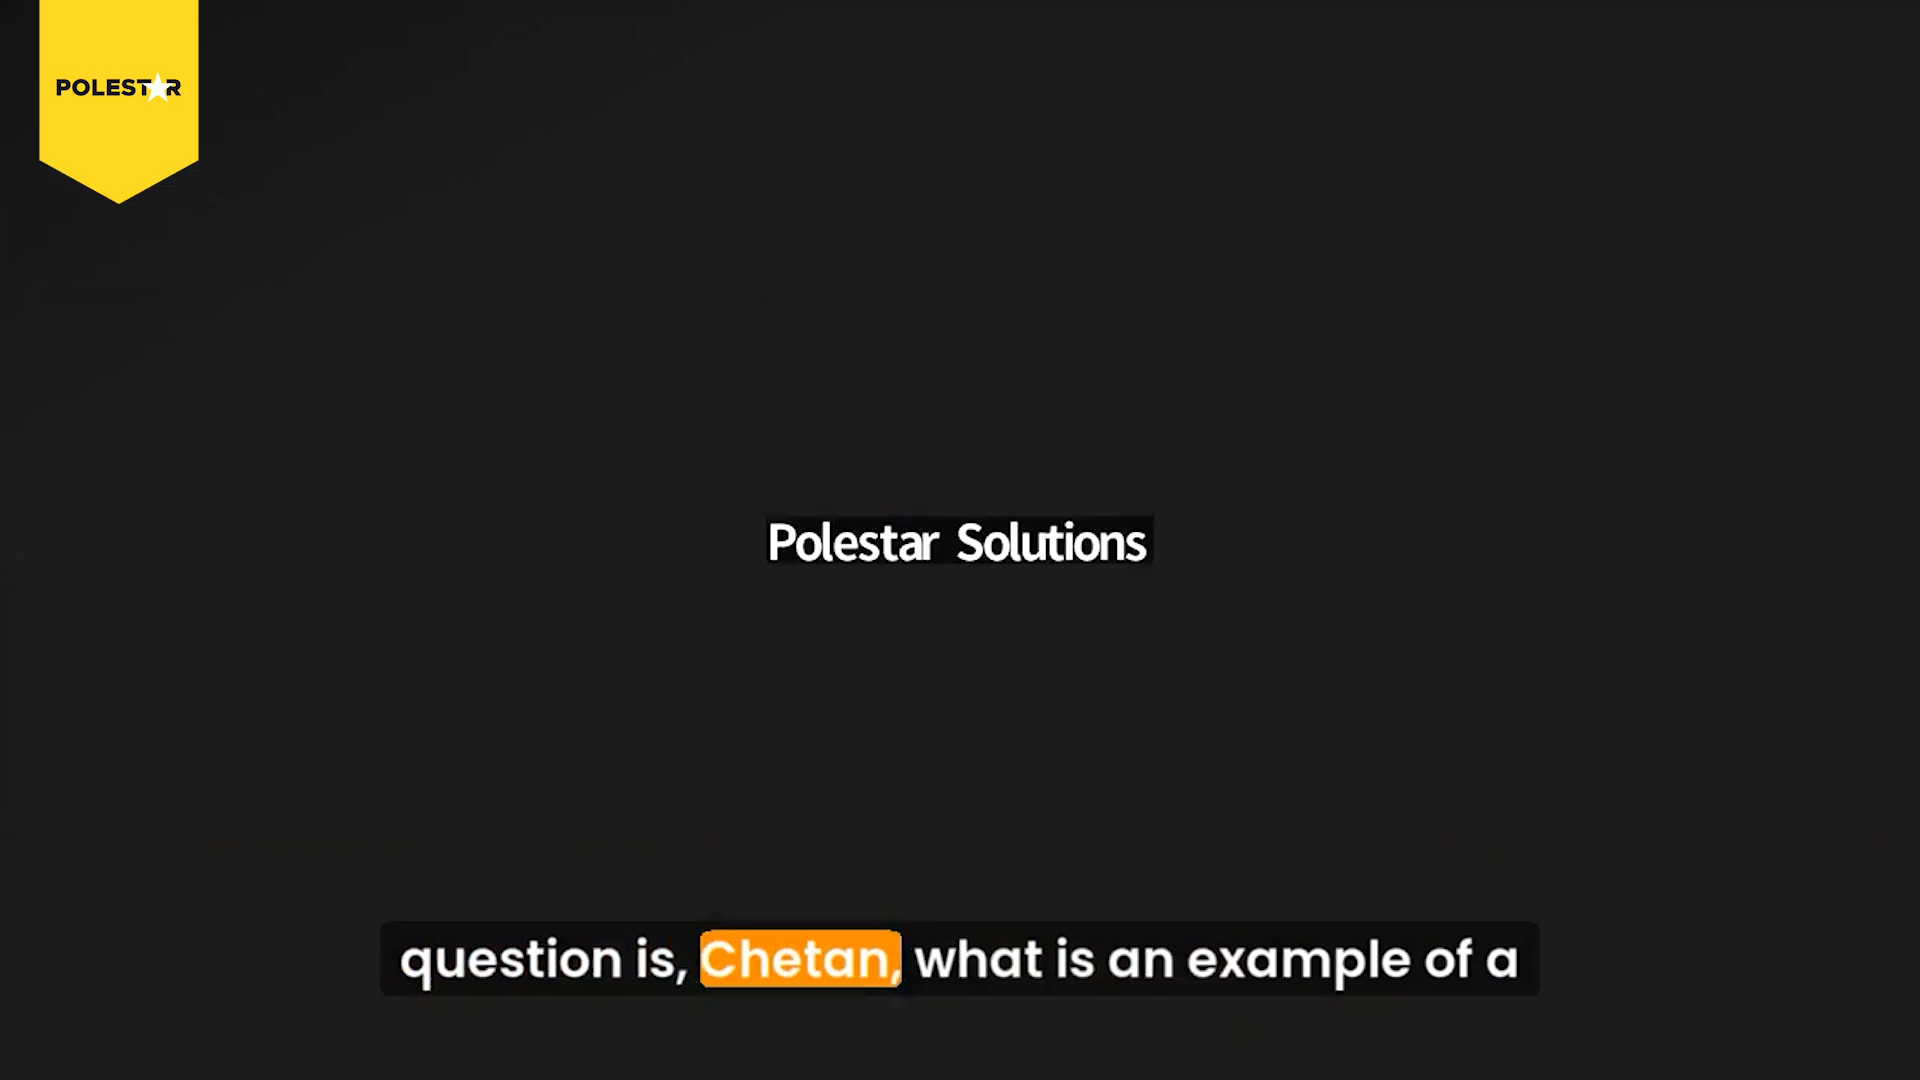 POLESTAR
Polestar Solutions
question is, Chetan, what is an example of a